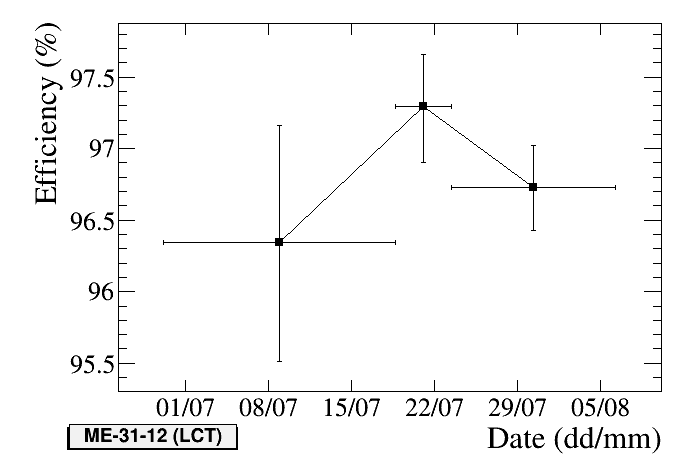 Efficiency (%)
97.5
97
96.5
96
95.5
01/07 08/07 15/07 22/07 29/07 05/08
ME-31-12 (LCT)
Date (dd/mm)